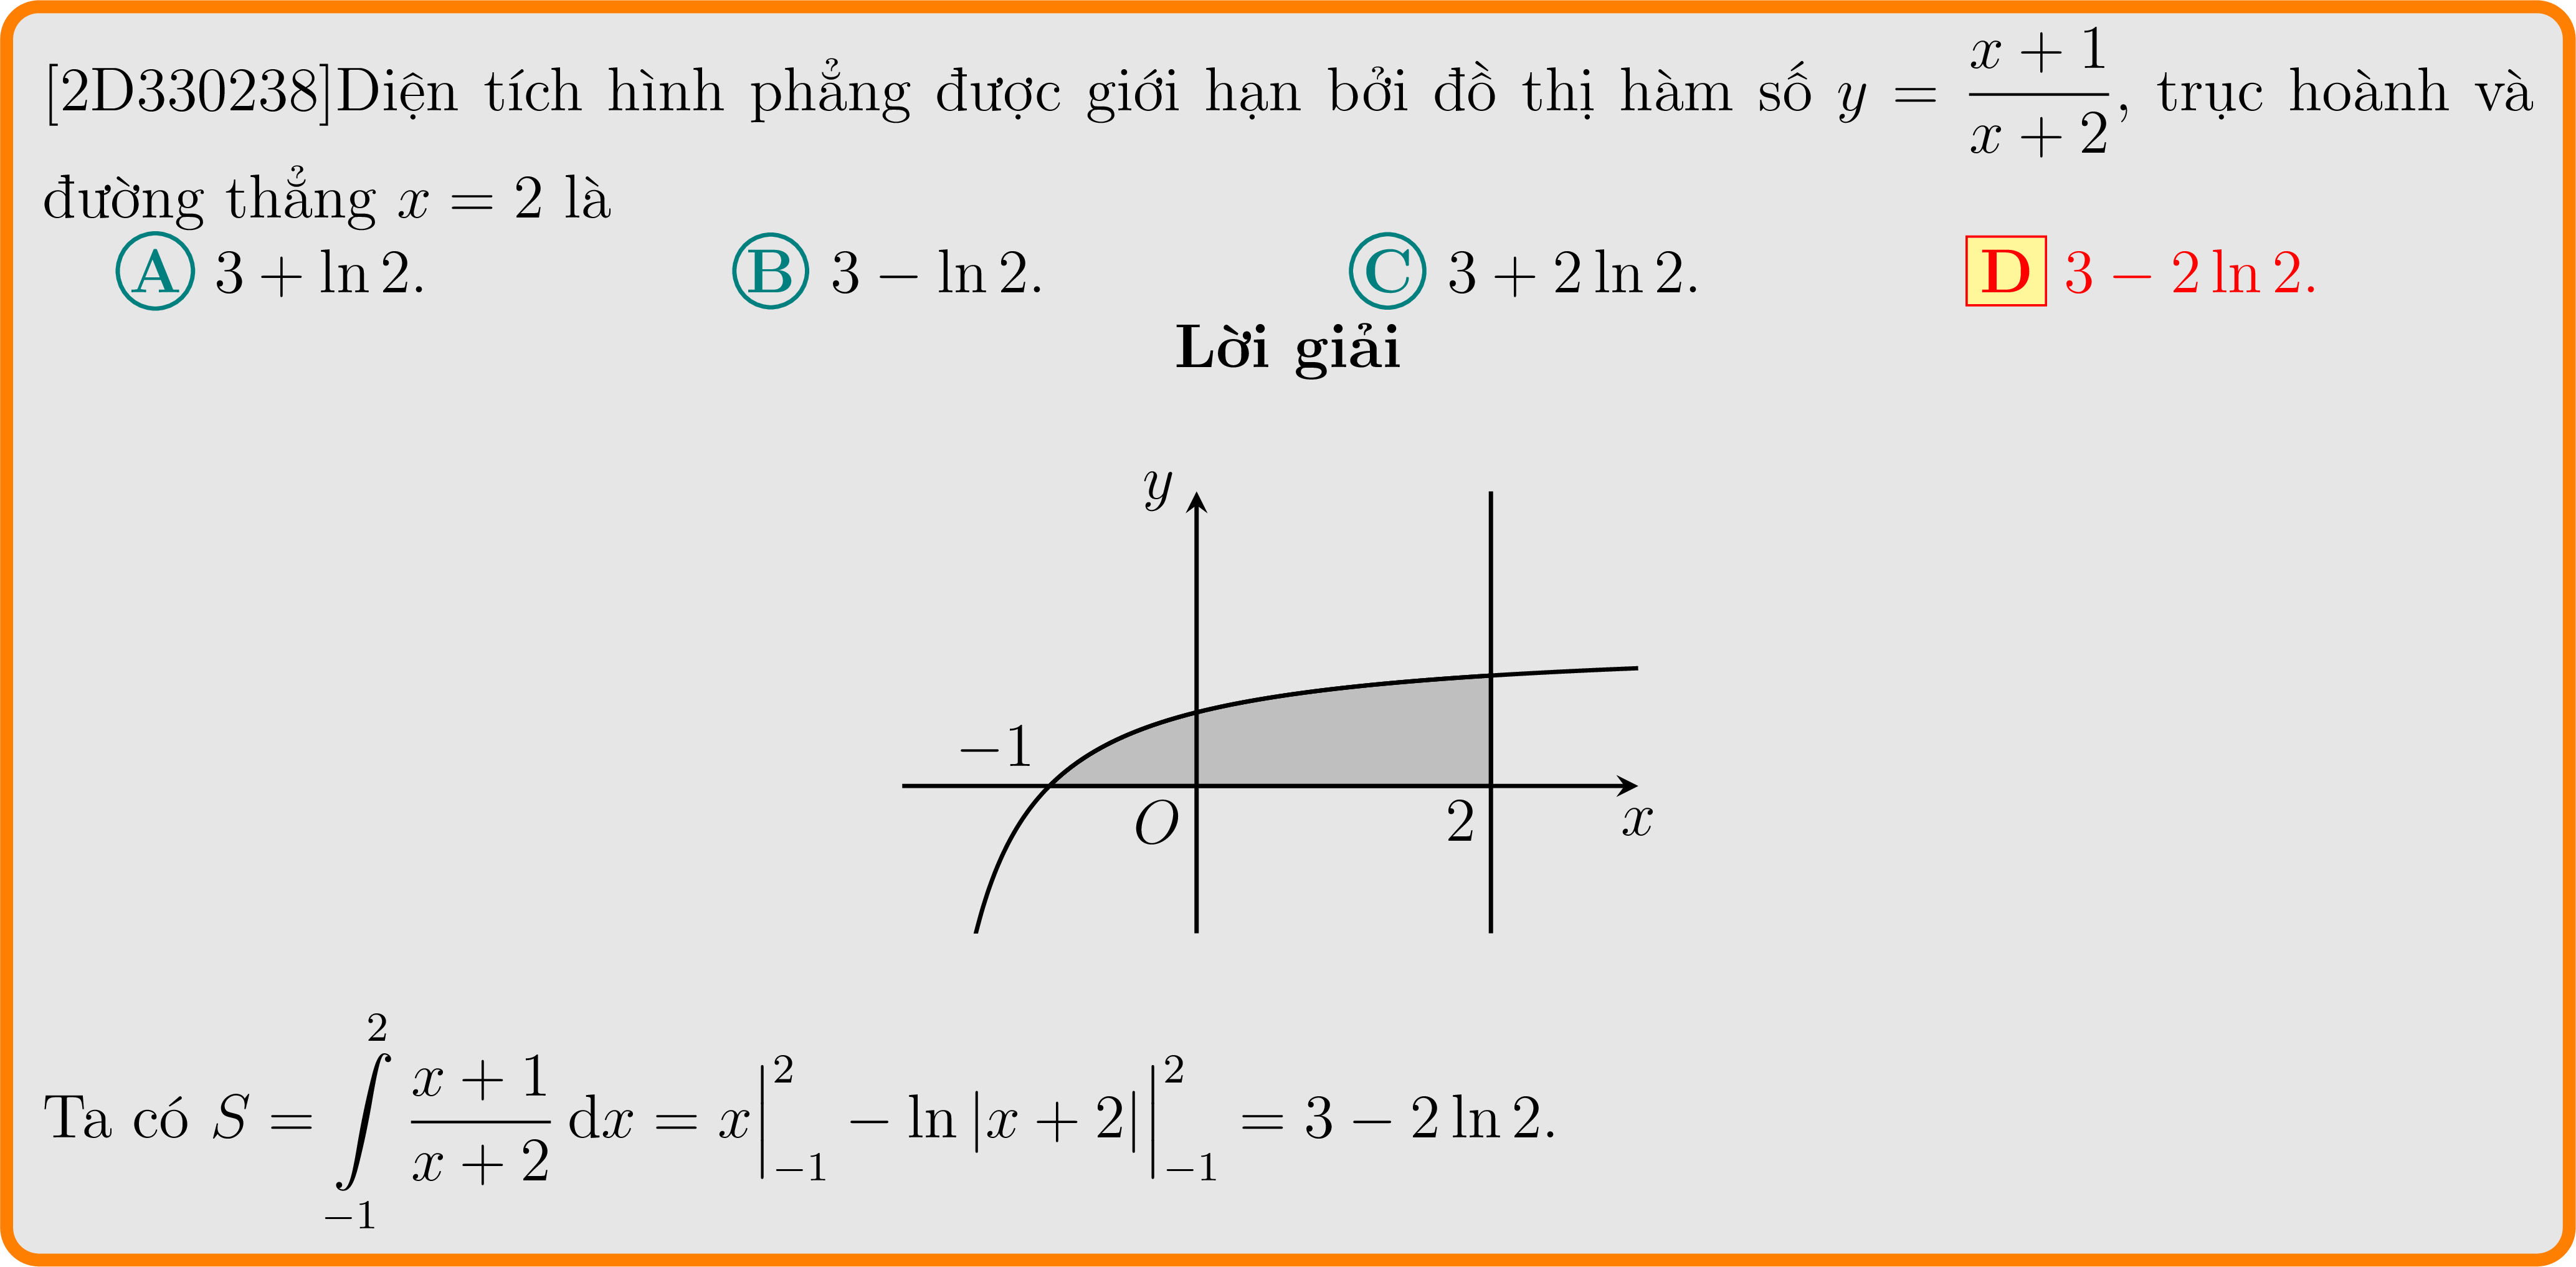 [2D330238]Diện tích hình phẳng được giới hạn bởi đồ thị hàm số y = (x + 1)/(x + 2), trục hoành và
đường thẳng x = 2 là
A 3 + ln 2. B 3 − ln 2. C 3 + 2 ln 2. D 3 − 2 ln 2.
Lời giải
y
−1
O 2 x
Ta có S = ∫_{−1}^{2} (x + 1)/(x + 2) dx = x|_{−1}^{2} − ln |x + 2||_{−1}^{2} = 3 − 2 ln 2.